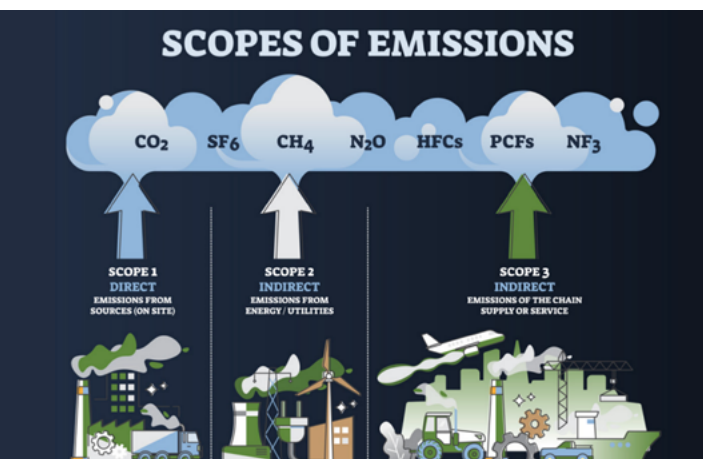 SCOPES OF EMISSIONS
CO2 SF6 CH4 N2O HFCs PCFs NF3
SCOPE 1
DIRECT
EMISSIONS FROM
SOURCES (ON SITE)
SCOPE 2
INDIRECT
EMISSIONS FROM
ENERGY / UTILITIES
SCOPE 3
INDIRECT
EMISSIONS OF THE CHAIN
SUPPLY OR SERVICE